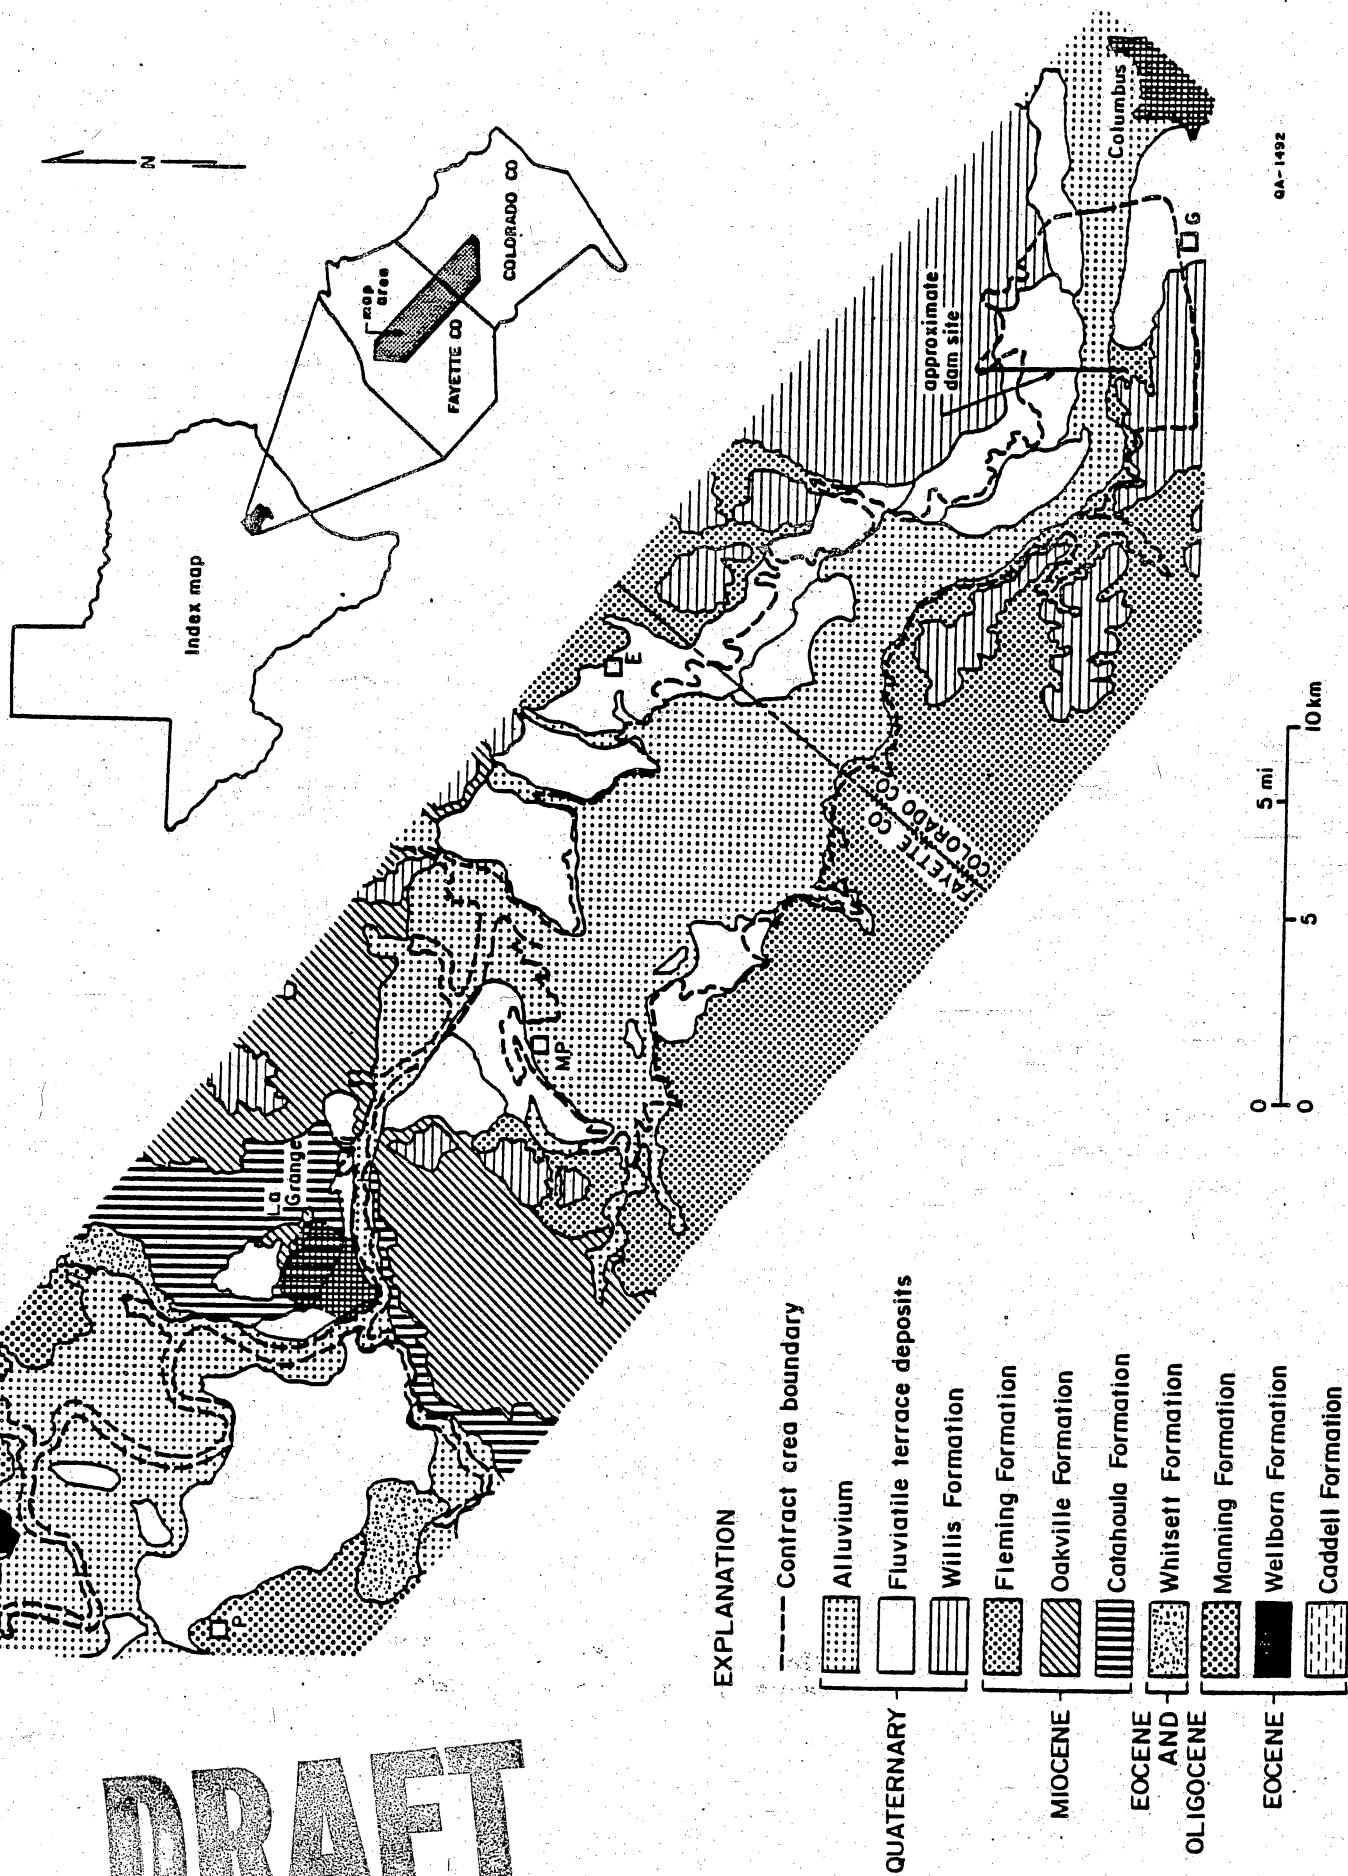 N
Index map
map
area
FAYETTE CO
COLORADO CO
La
Grange
P
MP
E
FAYETTE CO
COLORADO CO
approximate
dam site
Columbus
G
QA-1492
0
5 mi
0
5
10 km
EXPLANATION
Contract area boundary
QUATERNARY
Alluvium
Fluviatile terrace deposits
Willis Formation
MIOCENE
Fleming Formation
Oakville Formation
Catahoula Formation
EOCENE
AND
OLIGOCENE
Whitsett Formation
EOCENE
Manning Formation
Wellborn Formation
Caddell Formation
DRAFT